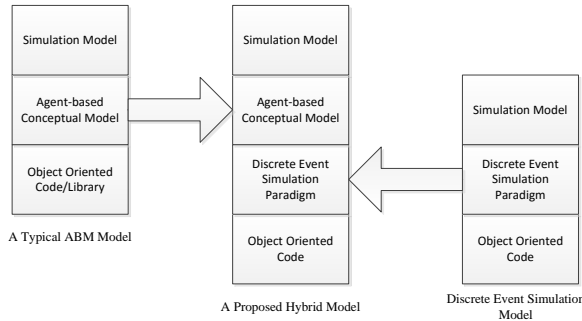 Simulation Model
Agent-based
Conceptual Model
Object Oriented
Code/Library
A Typical ABM Model
Simulation Model
Agent-based
Conceptual Model
Discrete Event
Simulation
Paradigm
Object Oriented
Code
A Proposed Hybrid Model
Simulation Model
Discrete Event
Simulation
Paradigm
Object Oriented
Code
Discrete Event Simulation
Model